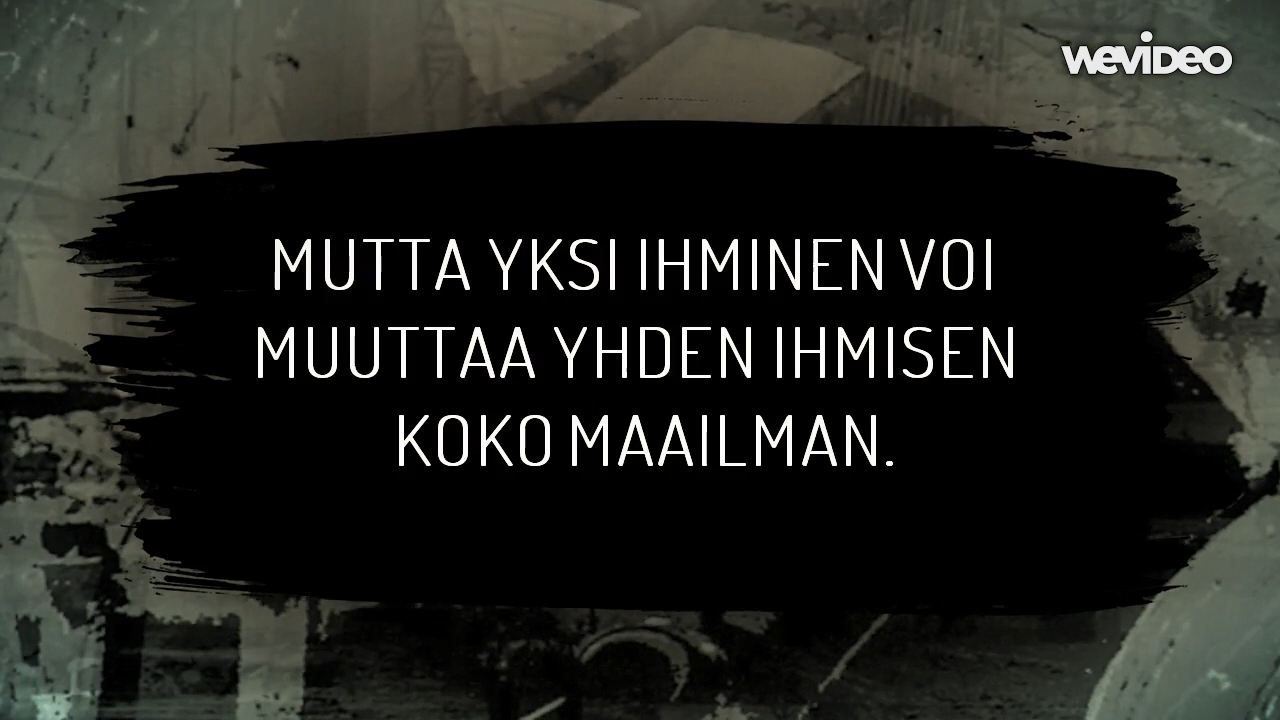 WEVIDEO
MUTTA YKSI IHMINEN VOI
MUUTTAA YHDEN IHMISEN
KOKO MAAILMAN.